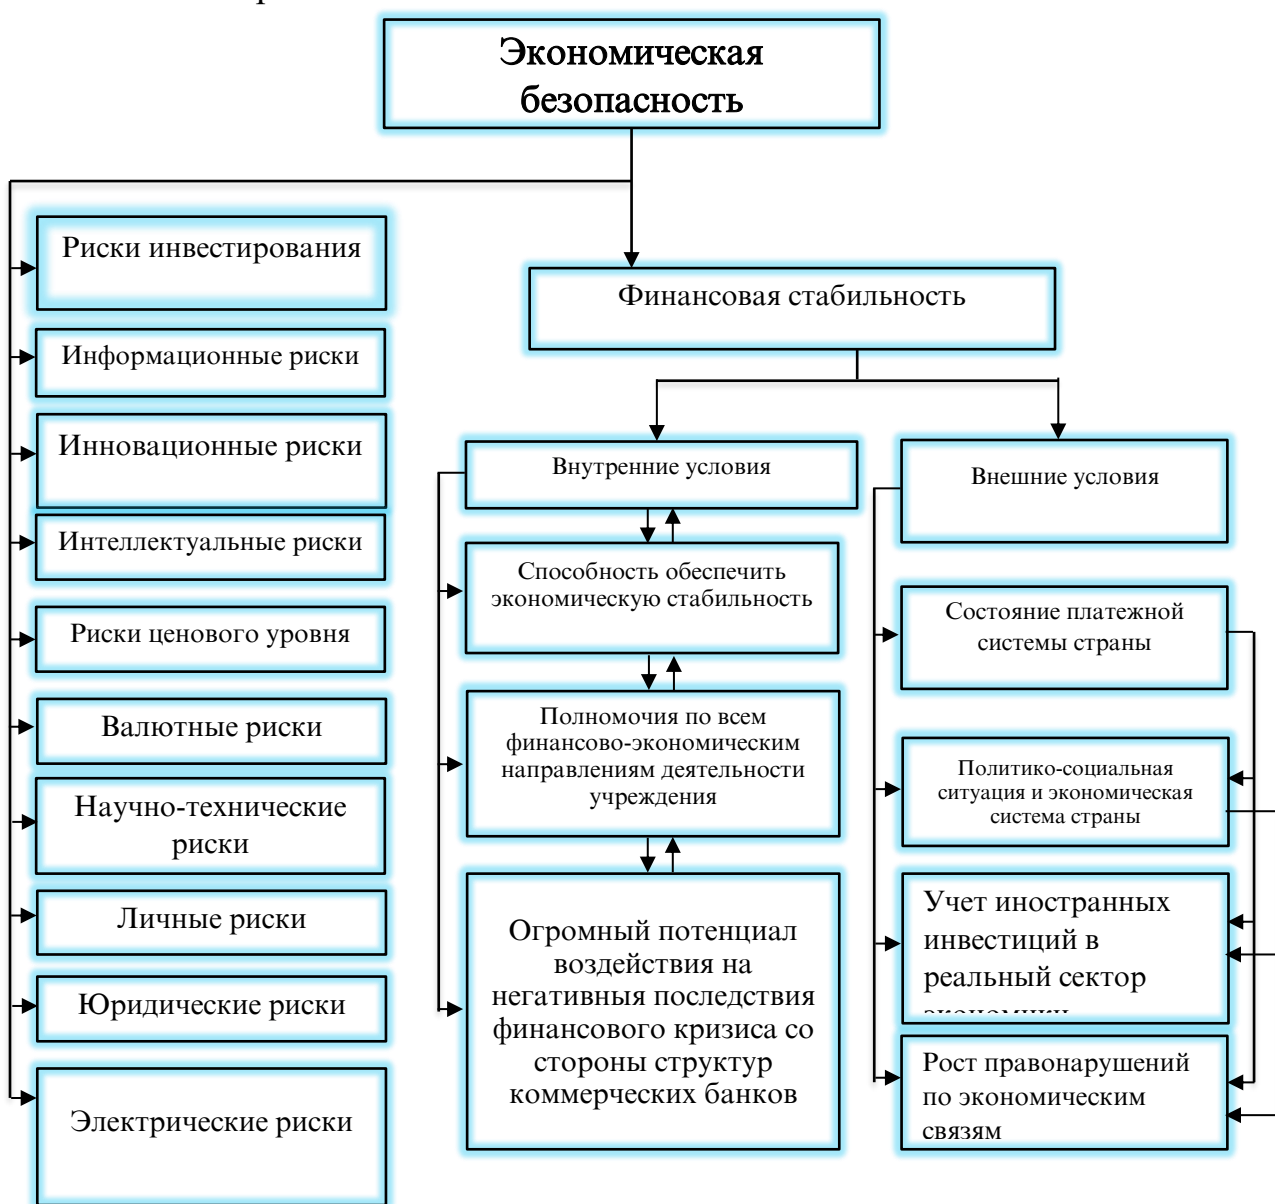 Экономическая
безопасность
Риски инвестирования
Информационные риски
Инновационные риски
Интеллектуальные риски
Риски ценового уровня
Валютные риски
Научно-технические
риски
Личные риски
Юридические риски
Электрические риски
Финансовая стабильность
Внутренние условия
Способность обеспечить
экономическую стабильность
Полномочия по всем
финансово-экономическим
направлениям деятельности
учреждения
Огромный потенциал
воздействия на
негативныя последствия
финансового кризиса со
стороны структур
коммерческих банков
Внешние условия
Состояние платежной
системы страны
Политико-социальная
ситуация и экономическая
система страны
Учет иностранных
инвестиций в
реальный сектор
экономики
Рост правонарушений
по экономическим
связям